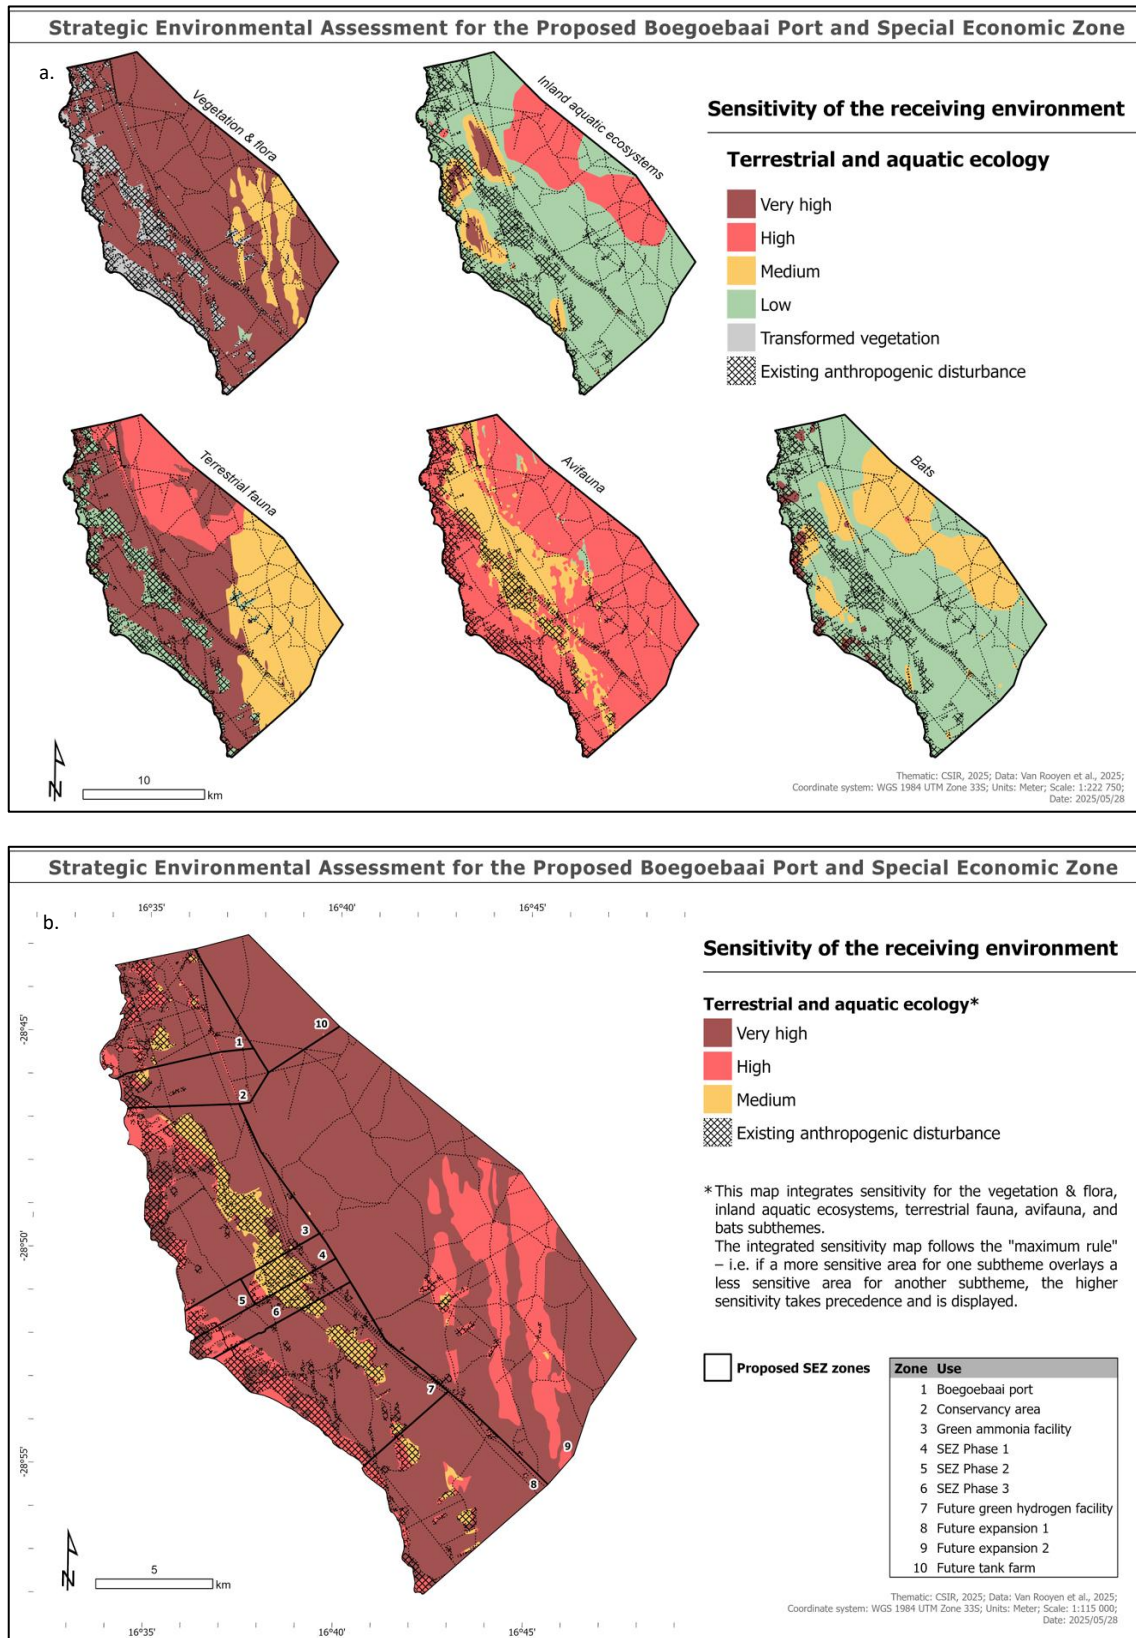 Strategic Environmental Assessment for the Proposed Boegoebaai Port and Special Economic Zone
a.
Vegetation & flora
Inland aquatic ecosystems
Sensitivity of the receiving environment
Terrestrial and aquatic ecology
Very high
High
Medium
Low
Transformed vegetation
Existing anthropogenic disturbance
Terrestrial fauna
Avifauna
Bats
N
10
km
Thematic: CSIR, 2025; Data: Van Rooyen et al., 2025;
Coordinate system: WGS 1984 UTM Zone 33S; Units: Meter; Scale: 1:222 750;
Date: 2025/05/28
Strategic Environmental Assessment for the Proposed Boegoebaai Port and Special Economic Zone
b.
16°35' 16°40' 16°45'
Sensitivity of the receiving environment
Terrestrial and aquatic ecology*
Very high
High
Medium
Existing anthropogenic disturbance
-28°45'
-28°50'
-28°55'
10
1
2
3
4
5
6
7
9
8
*This map integrates sensitivity for the vegetation & flora,
inland aquatic ecosystems, terrestrial fauna, avifauna, and
bats subthemes.
The integrated sensitivity map follows the "maximum rule"
– i.e. if a more sensitive area for one subtheme overlays a
less sensitive area for another subtheme, the higher
sensitivity takes precedence and is displayed.
Proposed SEZ zones
Zone Use
1 Boegoebaai port
2 Conservancy area
3 Green ammonia facility
4 SEZ Phase 1
5 SEZ Phase 2
6 SEZ Phase 3
7 Future green hydrogen facility
8 Future expansion 1
9 Future expansion 2
10 Future tank farm
N
5
km
16°35' 16°40' 16°45'
Thematic: CSIR, 2025; Data: Van Rooyen et al., 2025;
Coordinate system: WGS 1984 UTM Zone 33S; Units: Meter; Scale: 1:115 000;
Date: 2025/05/28